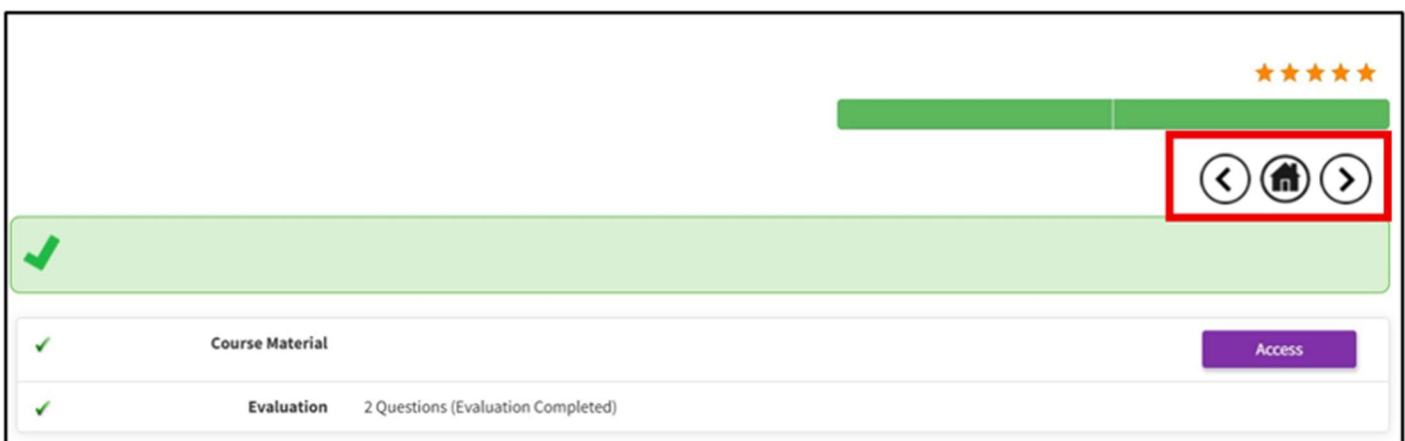 Course Material
Access
Evaluation 2 Questions (Evaluation Completed)